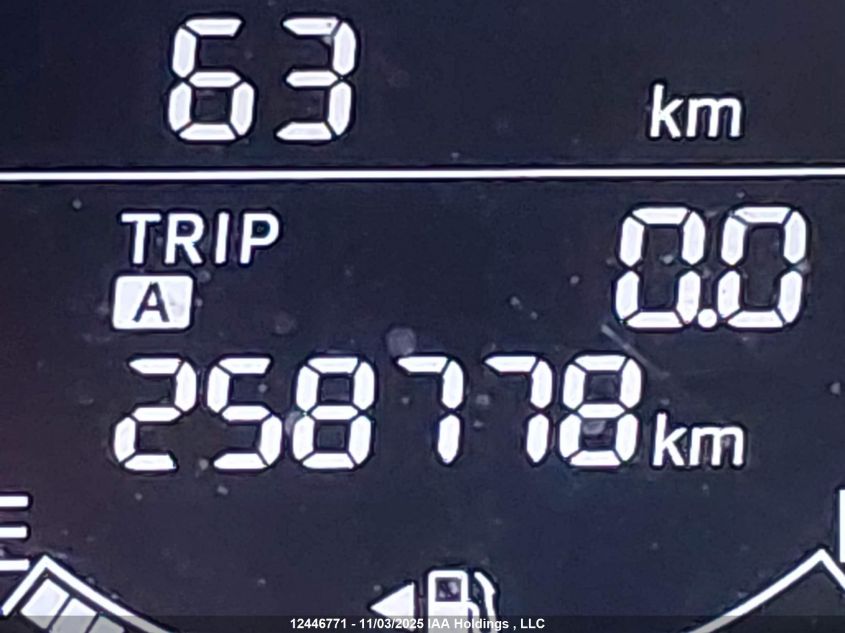 63 km
TRIP 0.0
A
258778 km
E
12446771 - 11/03/2025 IAA Holdings , LLC